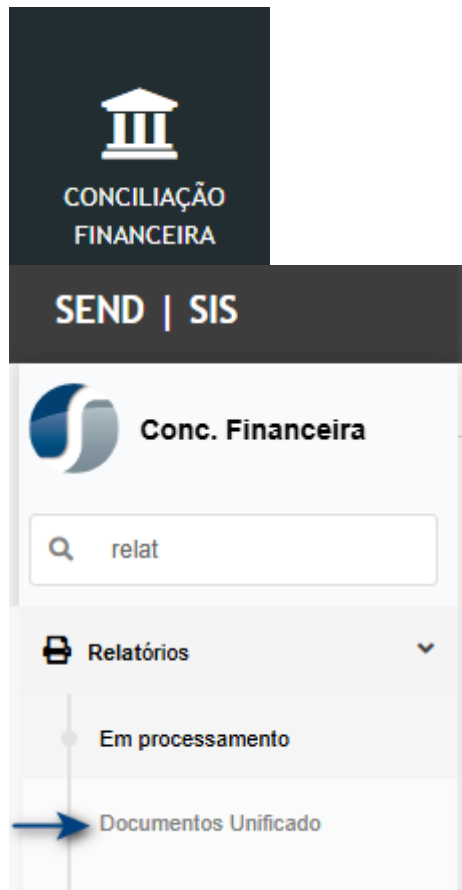 CONCILIAÇÃO
FINANCEIRA
SEND | SIS
Conc. Financeira
relat
Relatórios
Em processamento
Documentos Unificado